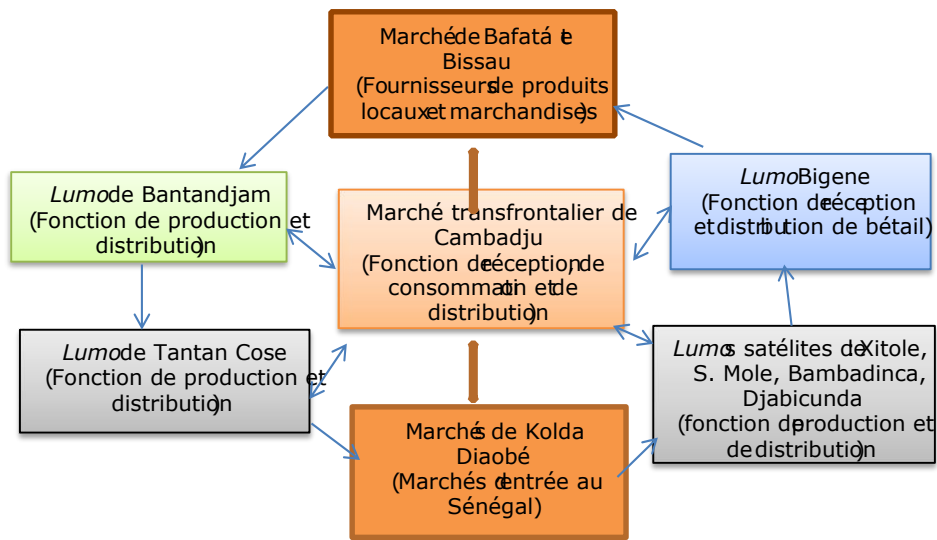 Marché de Bafatá et
Bissau
(Fournisseurs de produits
locaux et marchandises)
Lumo de Bantandjam
(Fonction de production et
distribution)
Marché transfrontalier de
Cambadju
(Fonction de réception, de
consommation et de
distribution)
Lumo Bigene
(Fonction de réception
et distribution de bétail)
Lumo de Tantan Cose
(Fonction de production et
distribution)
Lumos satélites de Xitole,
S. Mole, Bambadinca,
Djabicunda
(fonction de production et
de distribution)
Marchés de Kolda
Diaobé
(Marchés d'entrée au
Sénégal)